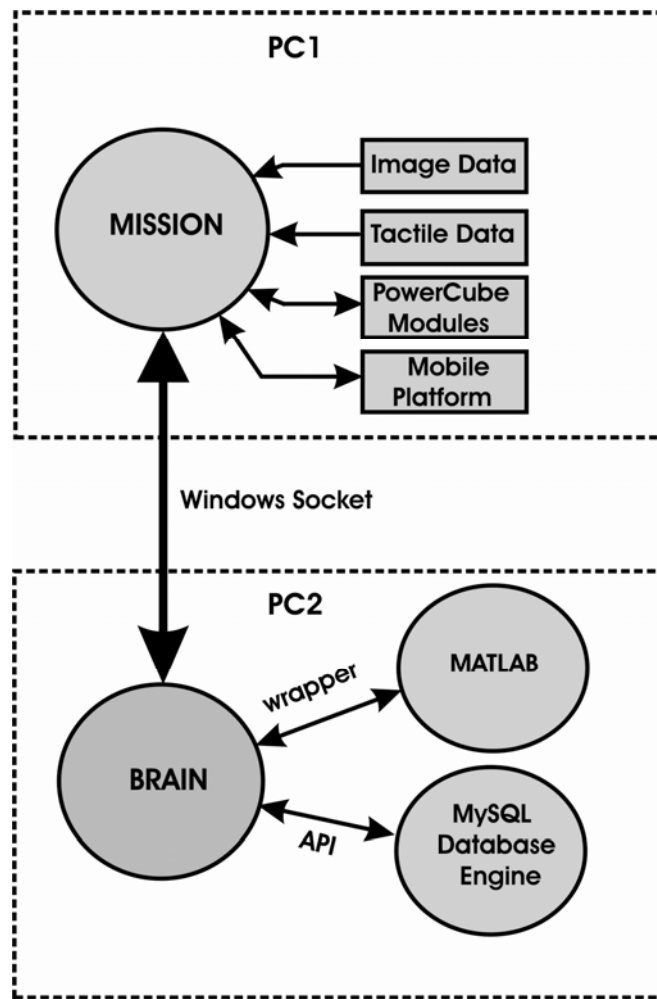 PC1
MISSION
Image Data
Tactile Data
PowerCube
Modules
Mobile
Platform
Windows Socket
PC2
wrapper
MATLAB
BRAIN
API
MySQL
Database
Engine